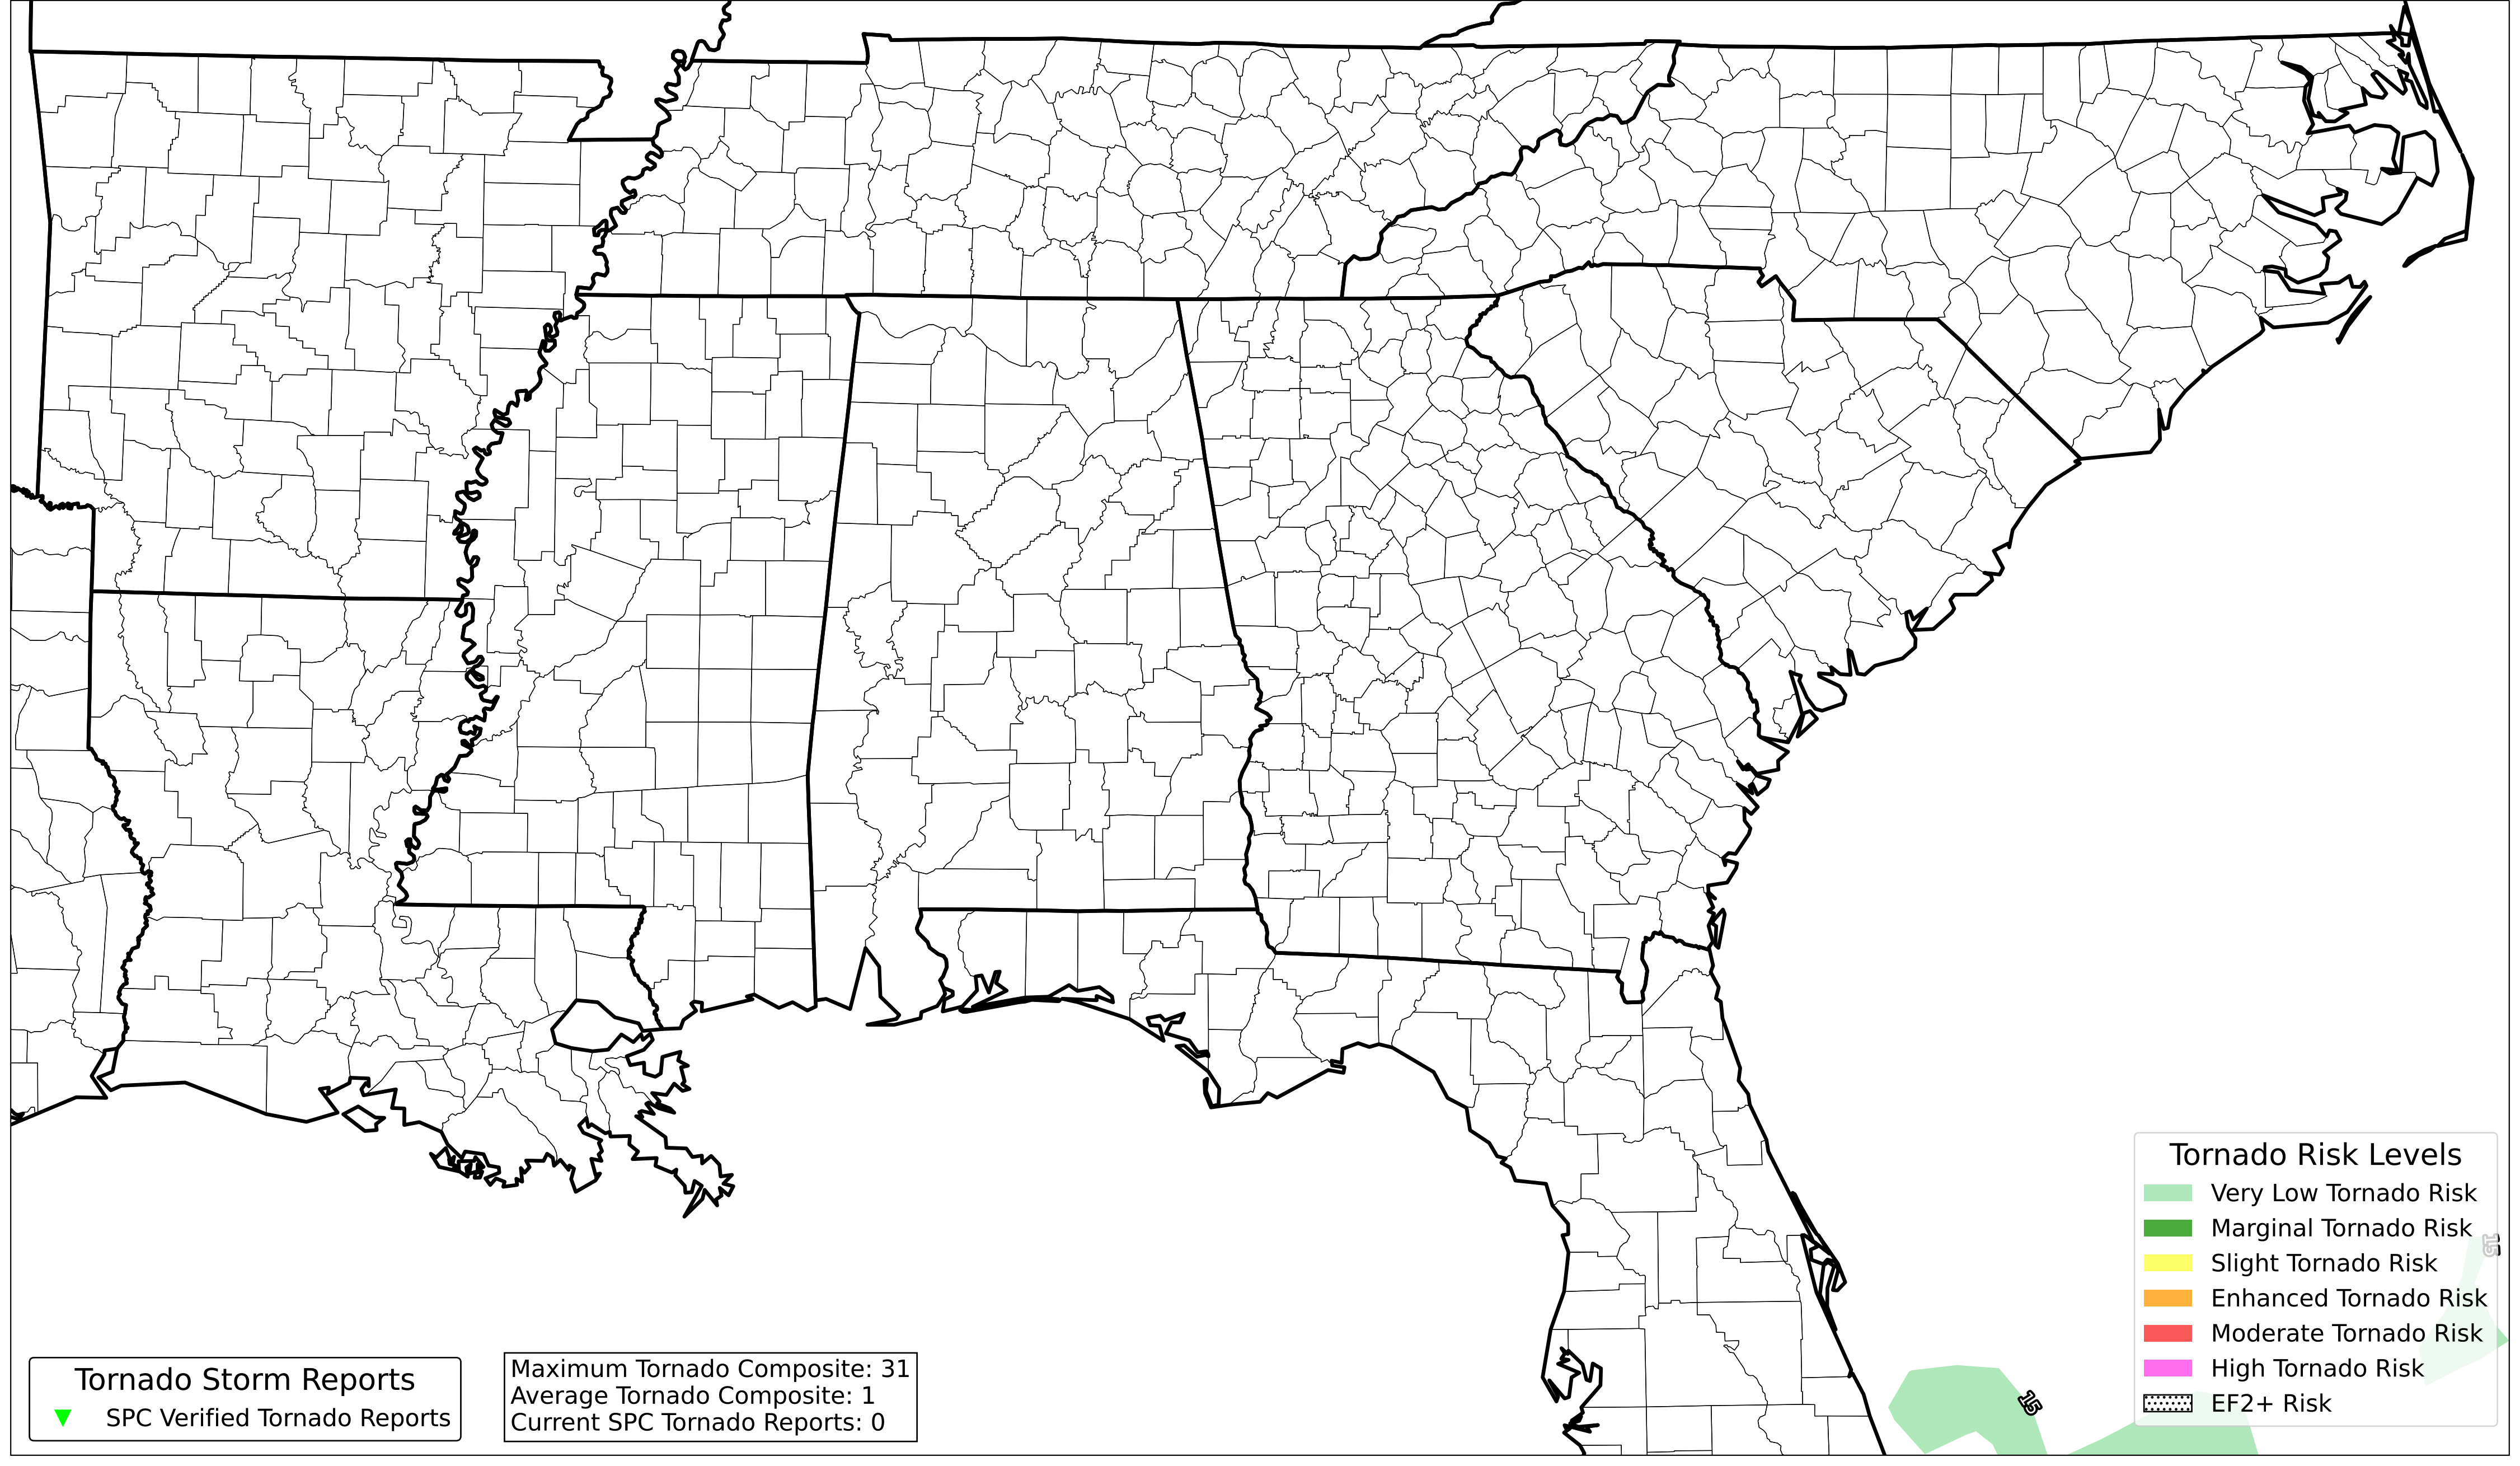 15
Tornado Risk Levels
Very Low Tornado Risk
Marginal Tornado Risk
Slight Tornado Risk
Enhanced Tornado Risk
Moderate Tornado Risk
High Tornado Risk
EF2+ Risk
15
Tornado Storm Reports
SPC Verified Tornado Reports
Maximum Tornado Composite: 31
Average Tornado Composite: 1
Current SPC Tornado Reports: 0